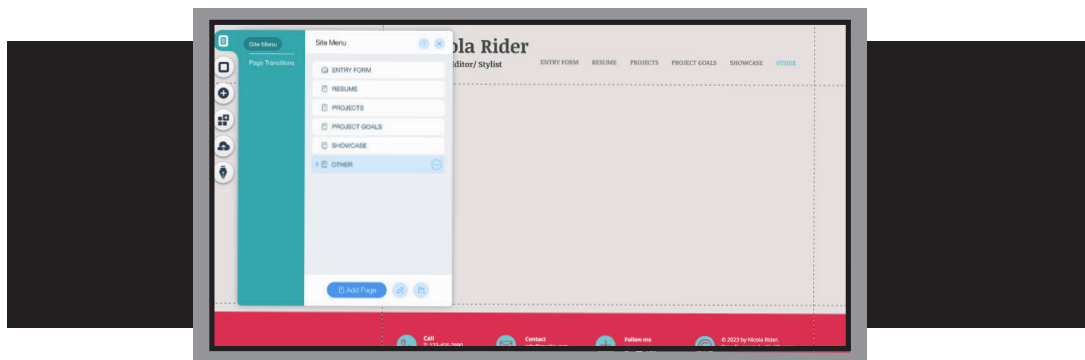 Site Menu
Page Transitions
Site Menu
?
ENTRY FORM
RESUME
PROJECTS
PROJECT GOALS
SHOWCASE
OTHER
Add Page
ola Rider
ditor/ Stylist
ENTRY FORM RESUME PROJECTS PROJECT GOALS SHOWCASE OTHER
Call
Contact
Follow me
© 2023 by Nicola Rider.